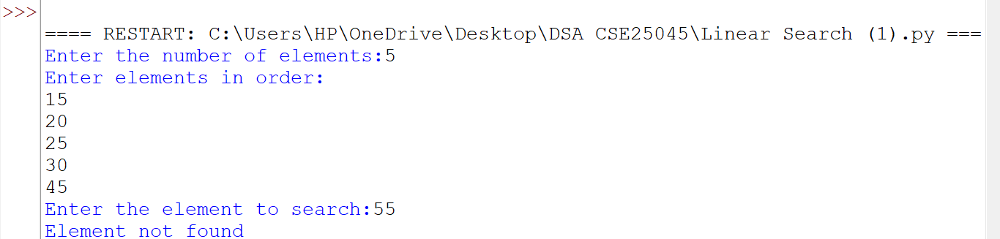 >>>
==== RESTART: C:\Users\HP\OneDrive\Desktop\DSA CSE25045\Linear Search (1).py ===
Enter the number of elements:5
Enter elements in order:
15
20
25
30
45
Enter the element to search:55
Element not found